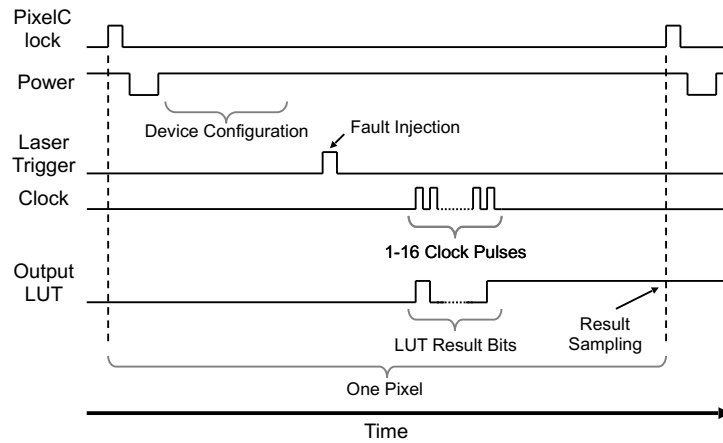 PixelC
lock
Power
Device Configuration
Fault Injection
Laser
Trigger
Clock
1-16 Clock Pulses
Output
LUT
LUT Result Bits
Result
Sampling
One Pixel
Time